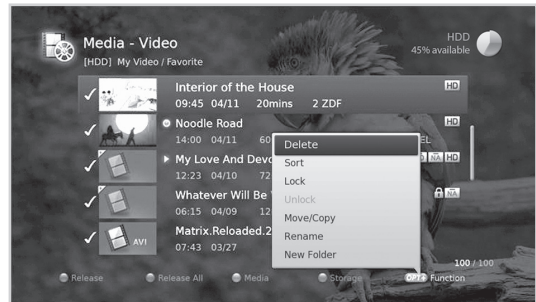 Media - Video
HDD
45% available
[HDD] My Video / Favorite
Interior of the House
HD
09:45 04/11 20mins 2 ZDF
Noodle Road
HD
14:00 04/11 60
EL
My Love And Devo
NA HD
12:23 04/10 72
Whatever Will Be
NA
06:15 04/09 12
Matrix.Reloaded.2
AVI
07:43 03/27
Delete
Sort
Lock
Unlock
Move/Copy
Rename
New Folder
100 / 100
Release
Release All
Media
Storage
OPT+ Function